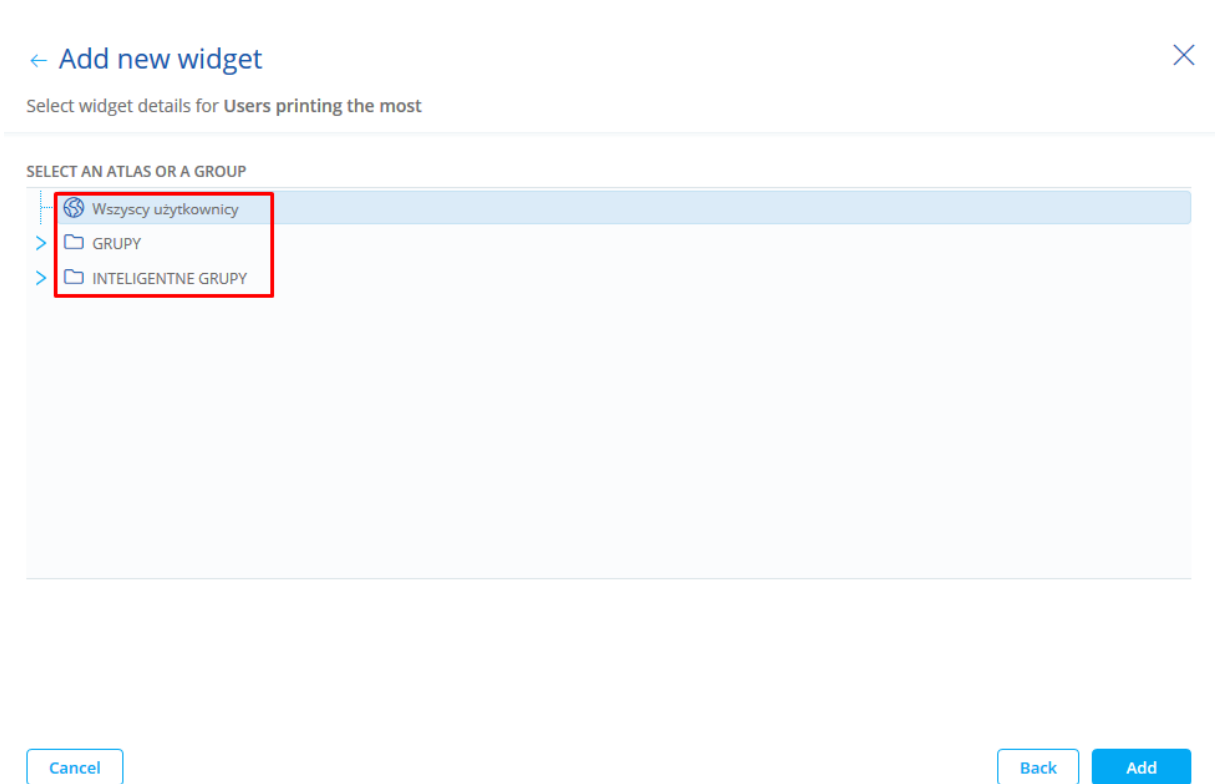 ← Add new widget
Select widget details for Users printing the most
SELECT AN ATLAS OR A GROUP
Wszyscy użytkownicy
GRUPY
INTELIGENTNE GRUPY
Cancel
Back
Add